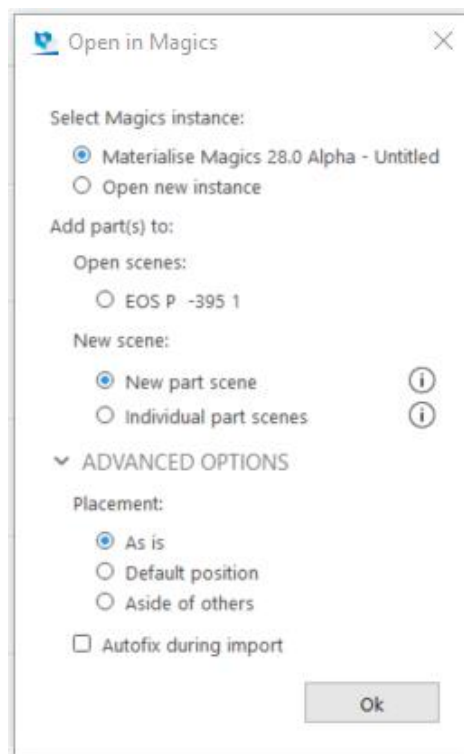 Open in Magics
Select Magics instance:
Materialise Magics 28.0 Alpha - Untitled
Open new instance
Add part(s) to:
Open scenes:
EOS P -395 1
New scene:
New part scene
Individual part scenes
ADVANCED OPTIONS
Placement:
As is
Default position
Aside of others
Autofix during import
Ok